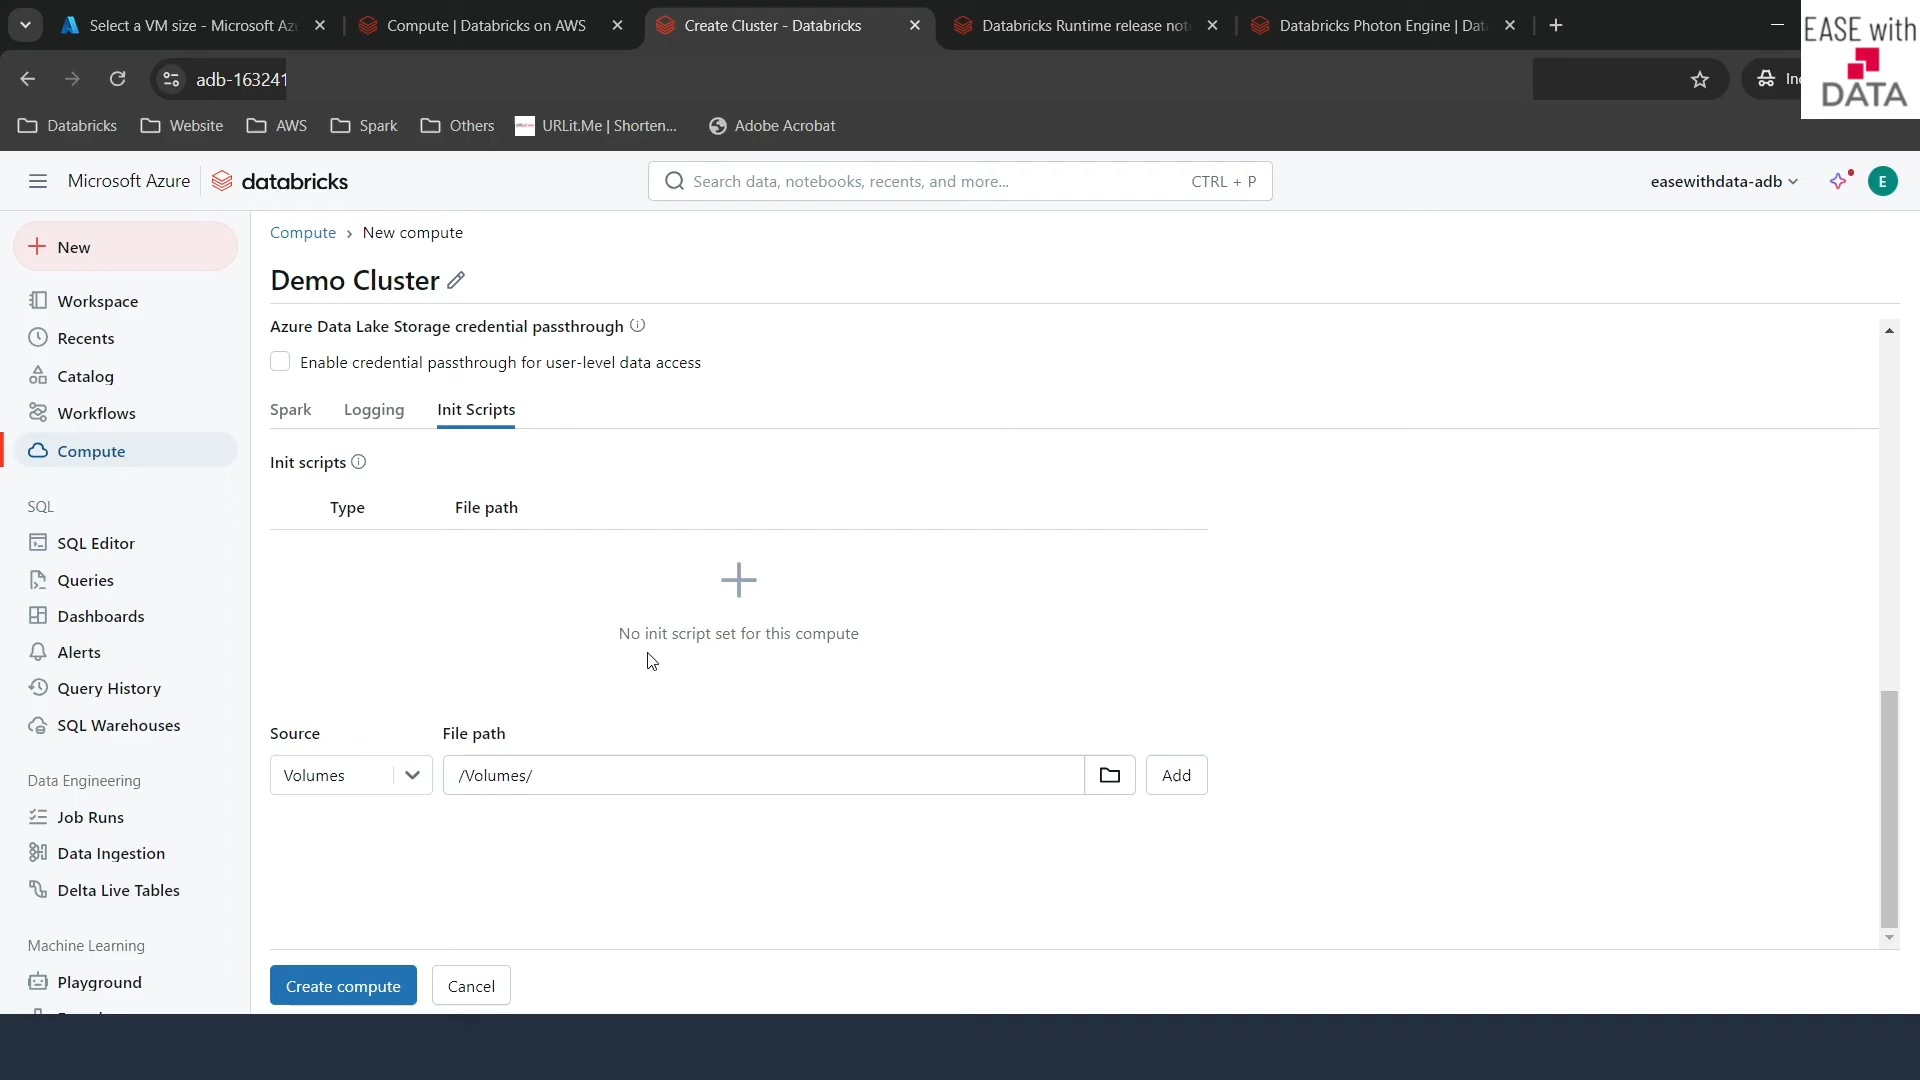 Select a VM size - Microsoft Az
Compute | Databricks on AWS
Create Cluster - Databricks
Databricks Runtime release not
Databricks Photon Engine | Dat
EASE with
DATA
adb-163241
Databricks
Website
AWS
Spark
Others
URLit.Me | Shorten...
Adobe Acrobat
Microsoft Azure
databricks
Search data, notebooks, recents, and more...
CTRL + P
easewithdata-adb
E
New
Workspace
Recents
Catalog
Workflows
Compute
SQL
SQL Editor
Queries
Dashboards
Alerts
Query History
SQL Warehouses
Data Engineering
Job Runs
Data Ingestion
Delta Live Tables
Machine Learning
Playground
Compute › New compute
Demo Cluster
Azure Data Lake Storage credential passthrough
Enable credential passthrough for user-level data access
Spark
Logging
Init Scripts
Init scripts
Type
File path
No init script set for this compute
Source
File path
Volumes
/Volumes/
Add
Create compute
Cancel